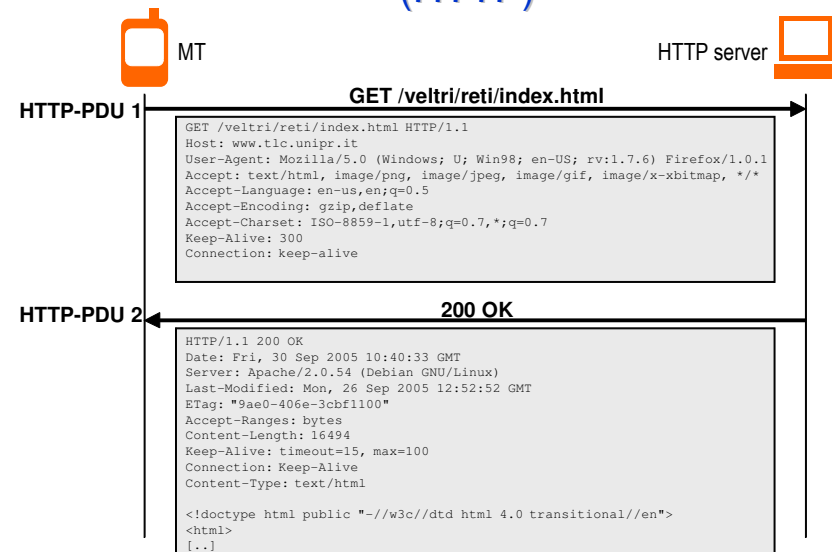 MT
HTTP server
GET /veltri/reti/index.html
HTTP-PDU 1
GET /veltri/reti/index.html HTTP/1.1
Host: www.tlc.unipr.it
User-Agent: Mozilla/5.0 (Windows; U; Win98; en-US; rv:1.7.6) Firefox/1.0.1
Accept: text/html, image/png, image/jpeg, image/gif, image/x-xbitmap, */*
Accept-Language: en-us,en;q=0.5
Accept-Encoding: gzip,deflate
Accept-Charset: ISO-8859-1,utf-8;q=0.7,*;q=0.7
Keep-Alive: 300
Connection: keep-alive
200 OK
HTTP-PDU 2
HTTP/1.1 200 OK
Date: Fri, 30 Sep 2005 10:40:33 GMT
Server: Apache/2.0.54 (Debian GNU/Linux)
Last-Modified: Mon, 26 Sep 2005 12:52:52 GMT
ETag: "9ae0-406e-3cbf1100"
Accept-Ranges: bytes
Content-Length: 16494
Keep-Alive: timeout=15, max=100
Connection: Keep-Alive
Content-Type: text/html
<!doctype html public "-//w3c//dtd html 4.0 transitional//en">
<html>
[..]